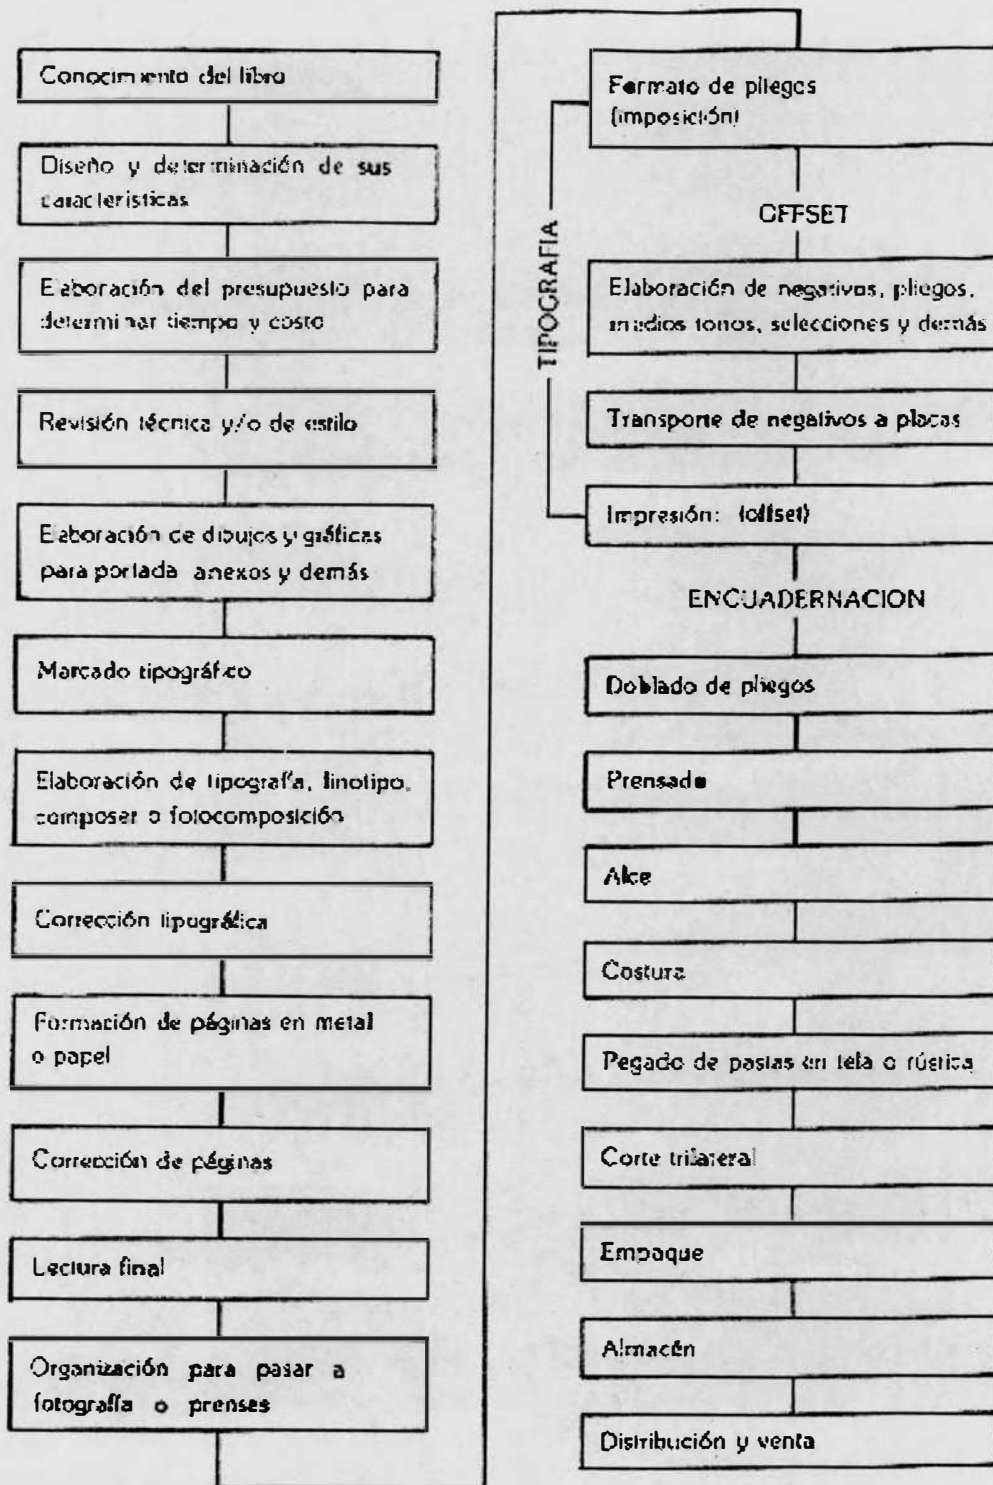 Conocimiento del libro
Diseño y determinación de sus
características
Elaboración del presupuesto para
determinar tiempo y costo
Revisión técnica y/o de estilo
Elaboración de dibujos y gráficas
para portada anexos y demás
Marcado tipográfico
Elaboración de tipografía, linotipo,
composer o fotocomposición
Corrección tipográfica
Formación de páginas en metal
o papel
Corrección de páginas
Lectura final
Organización para pasar a
fotografía o prenses
Formato de pliegos
(imposición)
TIPOGRAFIA
OFFSET
Elaboración de negativos, pliegos,
medios tonos, selecciones y demás
Transporte de negativos a placas
Impresión: (offset)
ENCUADERNACION
Doblado de pliegos
Prensado
Alce
Costura
Pegado de pastas en tela o rústica
Corte trilateral
Empaque
Almacén
Distribución y venta